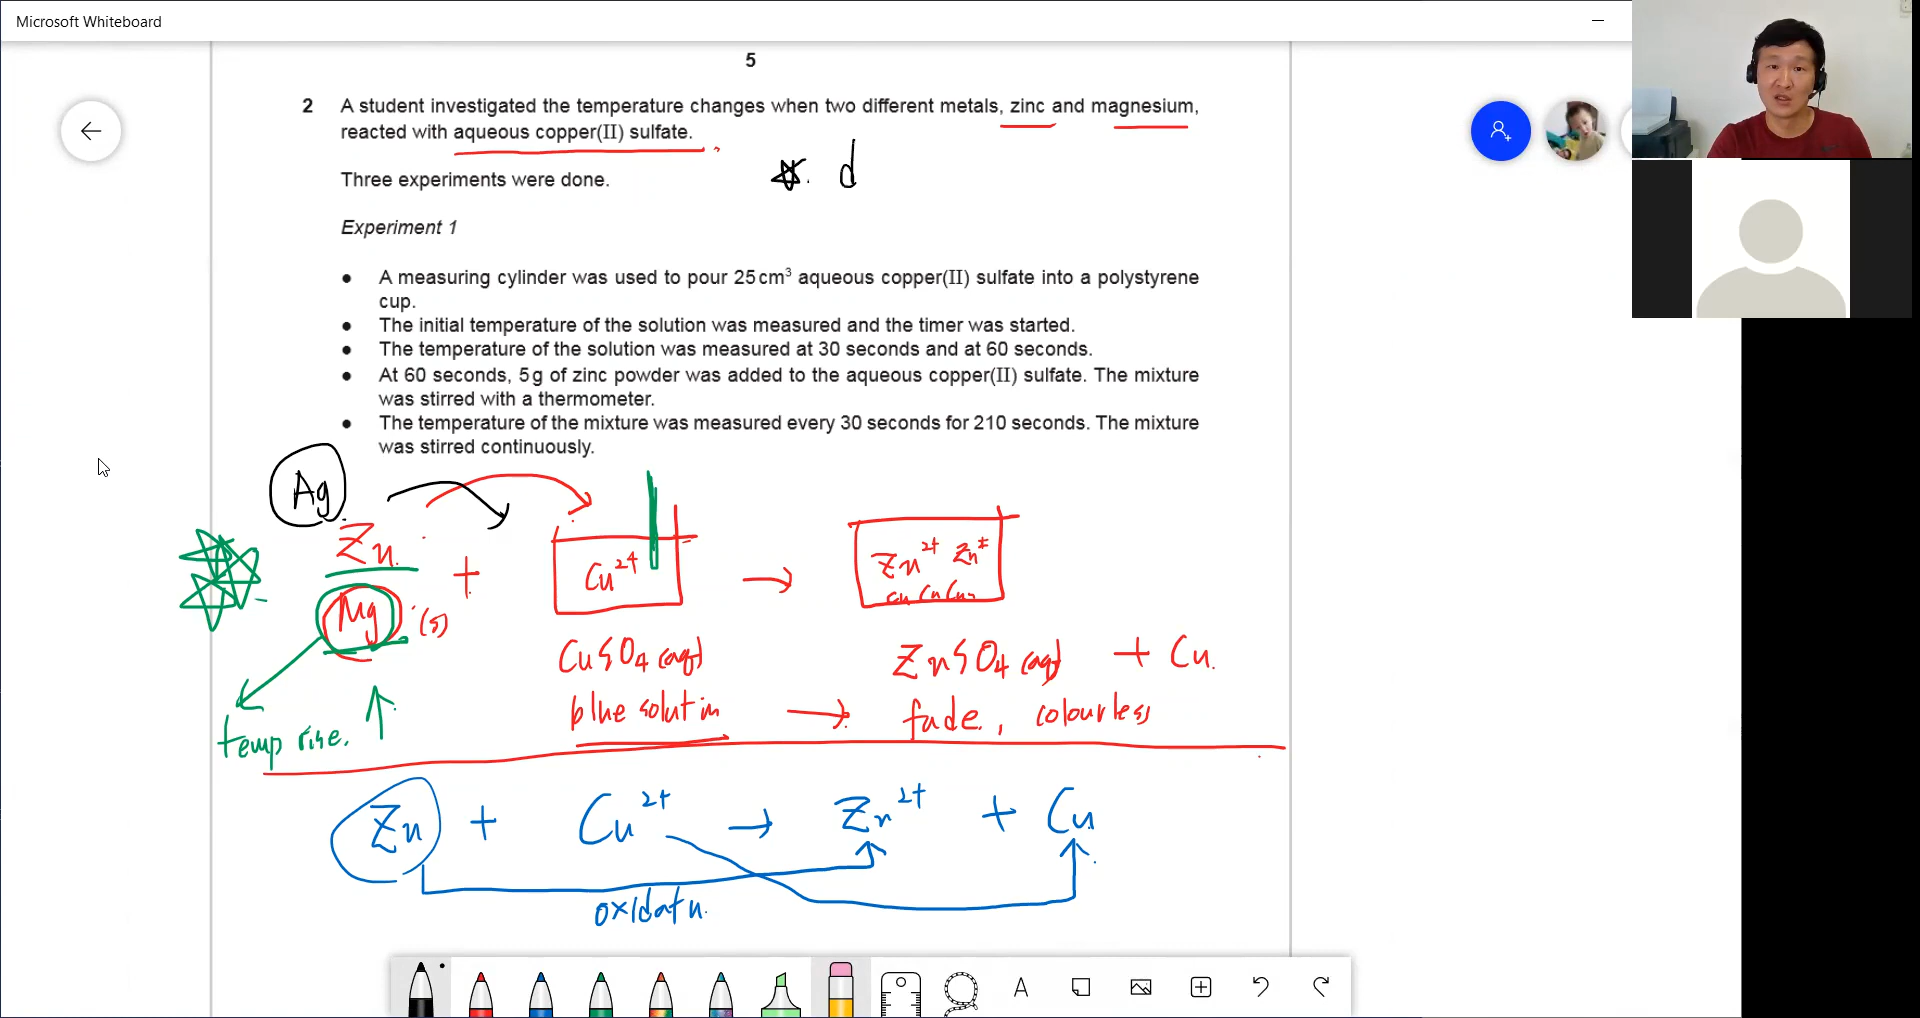 Microsoft Whiteboard
5
2 A student investigated the temperature changes when two different metals, zinc and magnesium,
reacted with aqueous copper(II) sulfate.
d
Three experiments were done.
Experiment 1
• A measuring cylinder was used to pour 25 cm³ aqueous copper(II) sulfate into a polystyrene
cup.
• The initial temperature of the solution was measured and the timer was started.
• The temperature of the solution was measured at 30 seconds and at 60 seconds.
• At 60 seconds, 5 g of zinc powder was added to the aqueous copper(II) sulfate. The mixture
was stirred with a thermometer.
• The temperature of the mixture was measured every 30 seconds for 210 seconds. The mixture
was stirred continuously.
Ag
Zn + Cu²⁺ → Zn²⁺ Zn²⁺
Cu Cu Cu
Mg (s)
CuSO4 (aq) ZnSO4 (aq) + Cu
blue solutin → fade, colourless
temp rise. ↑
Zn + Cu²⁺ → Zn²⁺ + Cu
oxidatn.
A